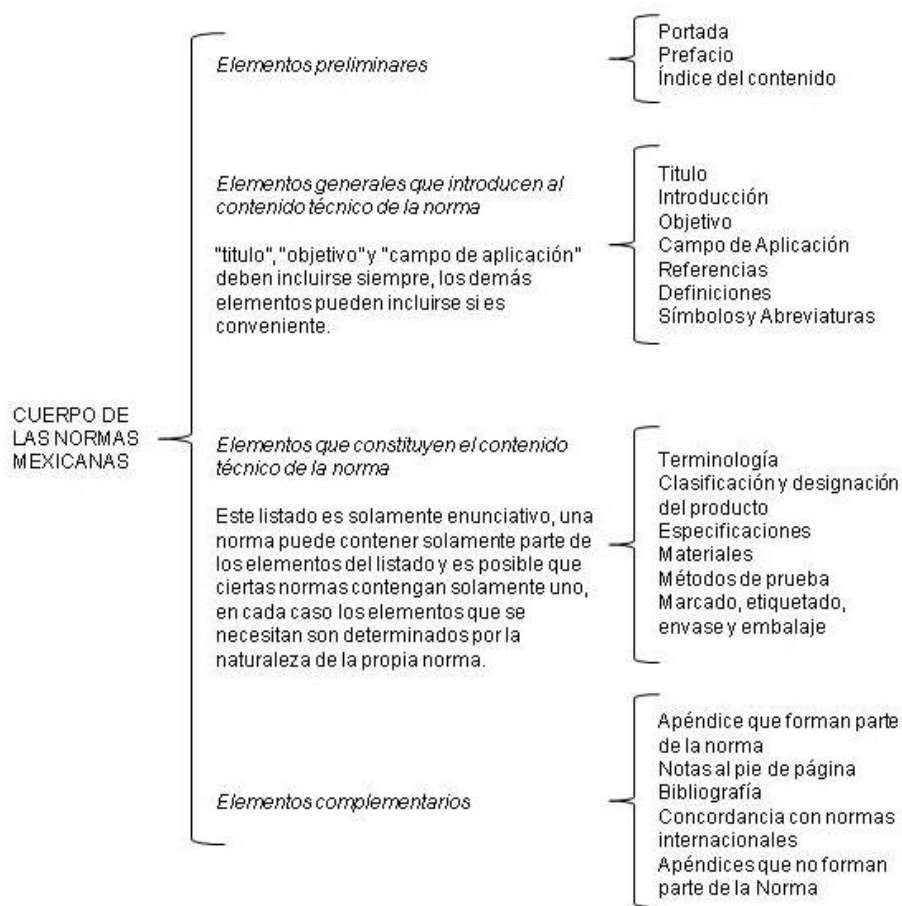 CUERPO DE
LAS NORMAS
MEXICANAS
Elementos preliminares
Portada
Prefacio
Índice del contenido
Elementos generales que introducen al
contenido técnico de la norma
"titulo", "objetivo" y "campo de aplicación"
deben incluirse siempre, los demás
elementos pueden incluirse si es
conveniente.
Titulo
Introducción
Objetivo
Campo de Aplicación
Referencias
Definiciones
Símbolos y Abreviaturas
Elementos que constituyen el contenido
técnico de la norma
Este listado es solamente enunciativo, una
norma puede contener solamente parte de
los elementos del listado y es posible que
ciertas normas contengan solamente uno,
en cada caso los elementos que se
necesitan son determinados por la
naturaleza de la propia norma.
Terminología
Clasificación y designación
del producto
Especificaciones
Materiales
Métodos de prueba
Marcado, etiquetado,
envase y embalaje
Elementos complementarios
Apéndice que forman parte
de la norma
Notas al pie de página
Bibliografía
Concordancia con normas
internacionales
Apéndices que no forman
parte de la Norma